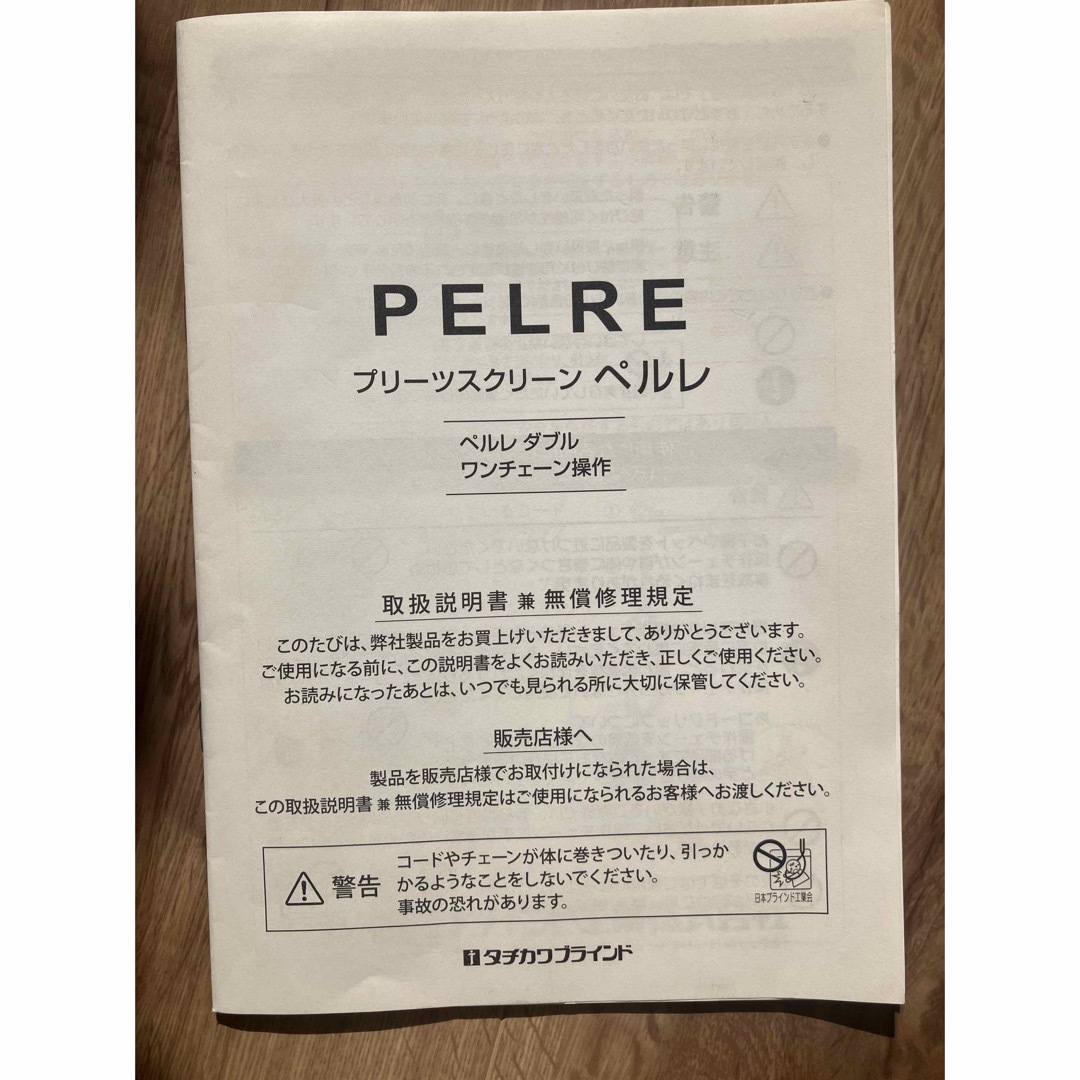 PELRE
プリーツスクリーン ペルレ
ペルレ ダブル
ワンチェーン操作
取扱説明書 兼 無償修理規定
このたびは、弊社製品をお買上げいただきまして、ありがとうございます。
ご使用になる前に、この説明書をよくお読みいただき、正しくご使用ください。
お読みになったあとは、いつでも見られる所に大切に保管してください。
販売店様へ
製品を販売店様でお取付けになられた場合は、
この取扱説明書 兼 無償修理規定はご使用になられるお客様へお渡しください。
警告
コードやチェーンが体に巻きついたり、引っか
かるようなことをしないでください。
事故の恐れがあります。
日本ブラインド工業会
タチカワブラインド